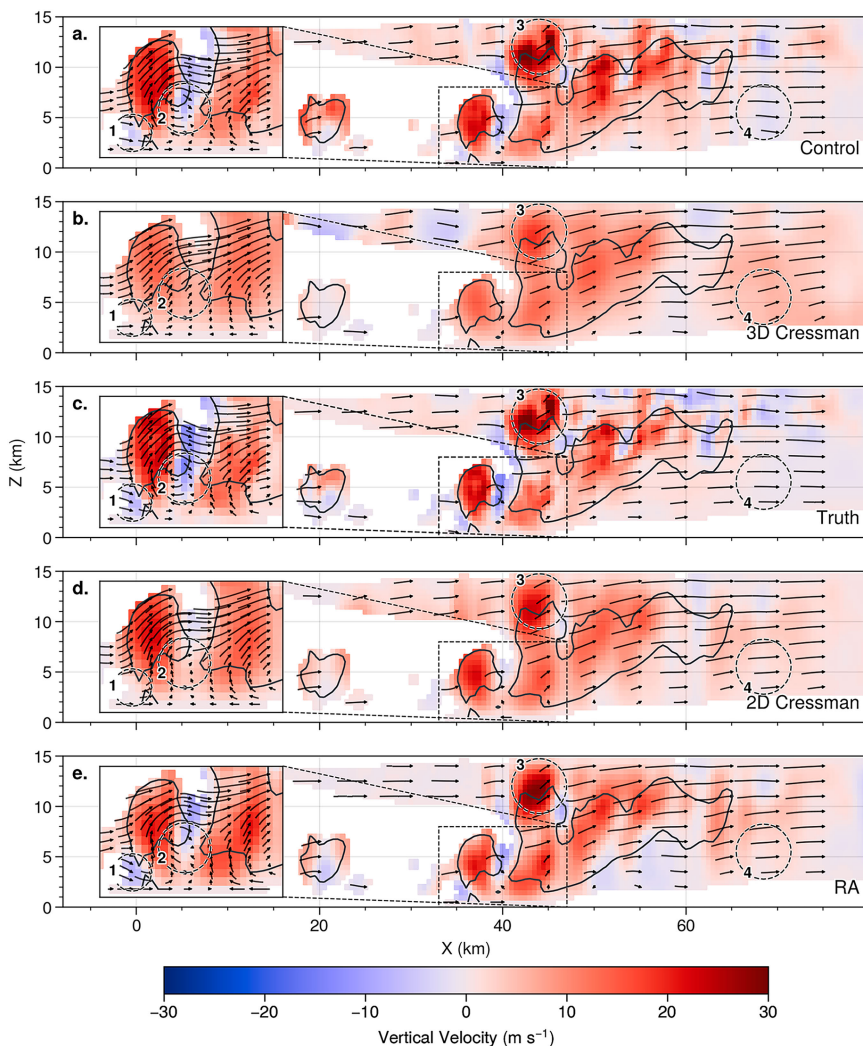 15
a.
3
10
1
2
5
4
0
Control
15
b.
3
10
1
2
5
4
0
3D Cressman
15
c.
3
10
Z (km)
1
2
5
4
0
Truth
15
d.
3
10
1
2
5
4
0
2D Cressman
15
e.
3
10
1
2
5
4
0
RA
0 20 40 60
X (km)
−30 −20 −10 0 10 20 30
Vertical Velocity (m s⁻¹)